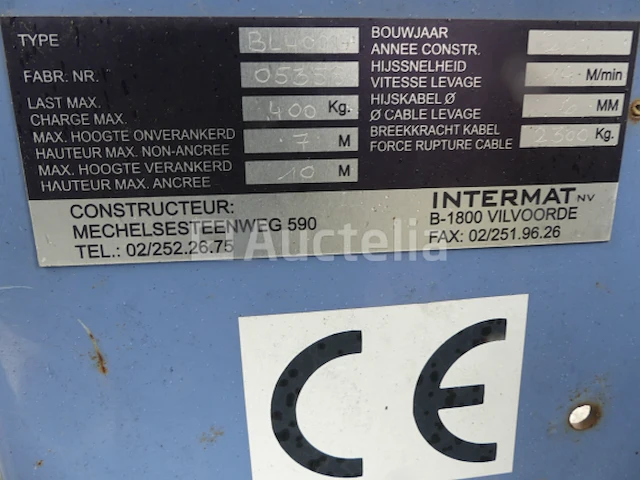 TYPE
FABR. NR.
LAST MAX. 400 Kg.
CHARGE MAX.
MAX. HOOGTE ONVERANKERD 7 M
HAUTEUR MAX. NON-ANCREE
MAX. HOOGTE VERANKERD 10 M
HAUTEUR MAX. ANCREE
BOUWJAAR
ANNEE CONSTR.
HIJSSNELHEID M/min
VITESSE LEVAGE
HIJSKABEL Ø MM
Ø CABLE LEVAGE
BREEKKRACHT KABEL 2300 Kg.
FORCE RUPTURE CABLE
CONSTRUCTEUR:
MECHELSESTEENWEG 590
TEL.: 02/252.26.75
INTERMAT NV
B-1800 VILVOORDE
FAX: 02/251.96.26
Auctelia
CE